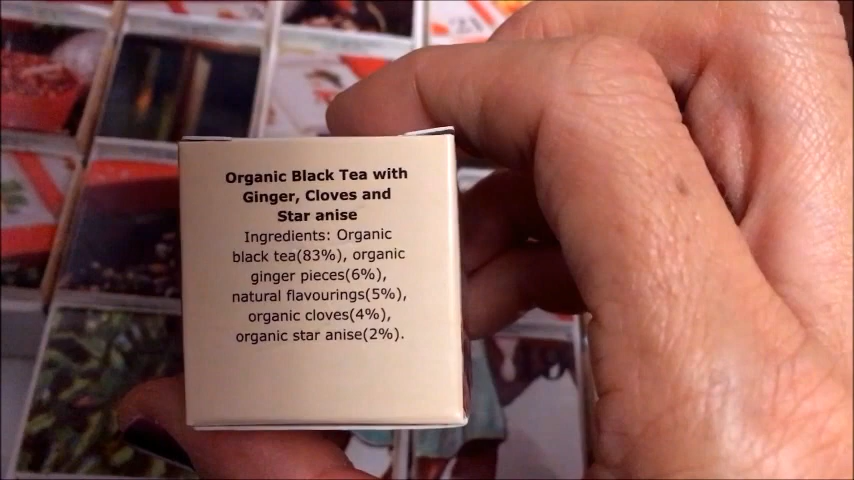 21
Organic Black Tea with
Ginger, Cloves and
Star anise
Ingredients: Organic
black tea(83%), organic
ginger pieces(6%),
natural flavourings(5%),
organic cloves(4%),
organic star anise(2%).